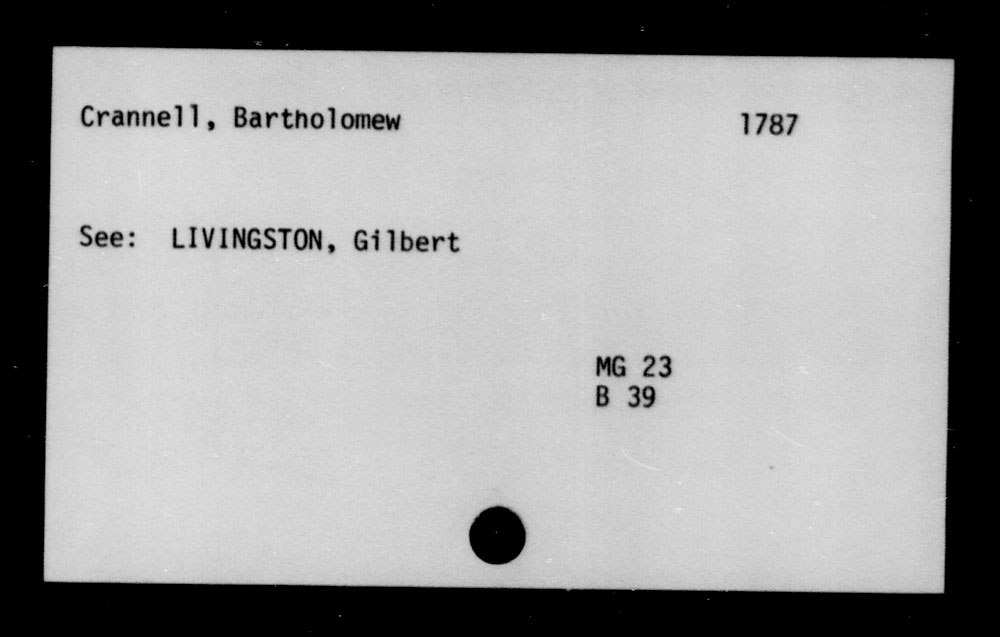 Crannell, Bartholomew 1787
See: LIVINGSTON, Gilbert
MG 23
B 39